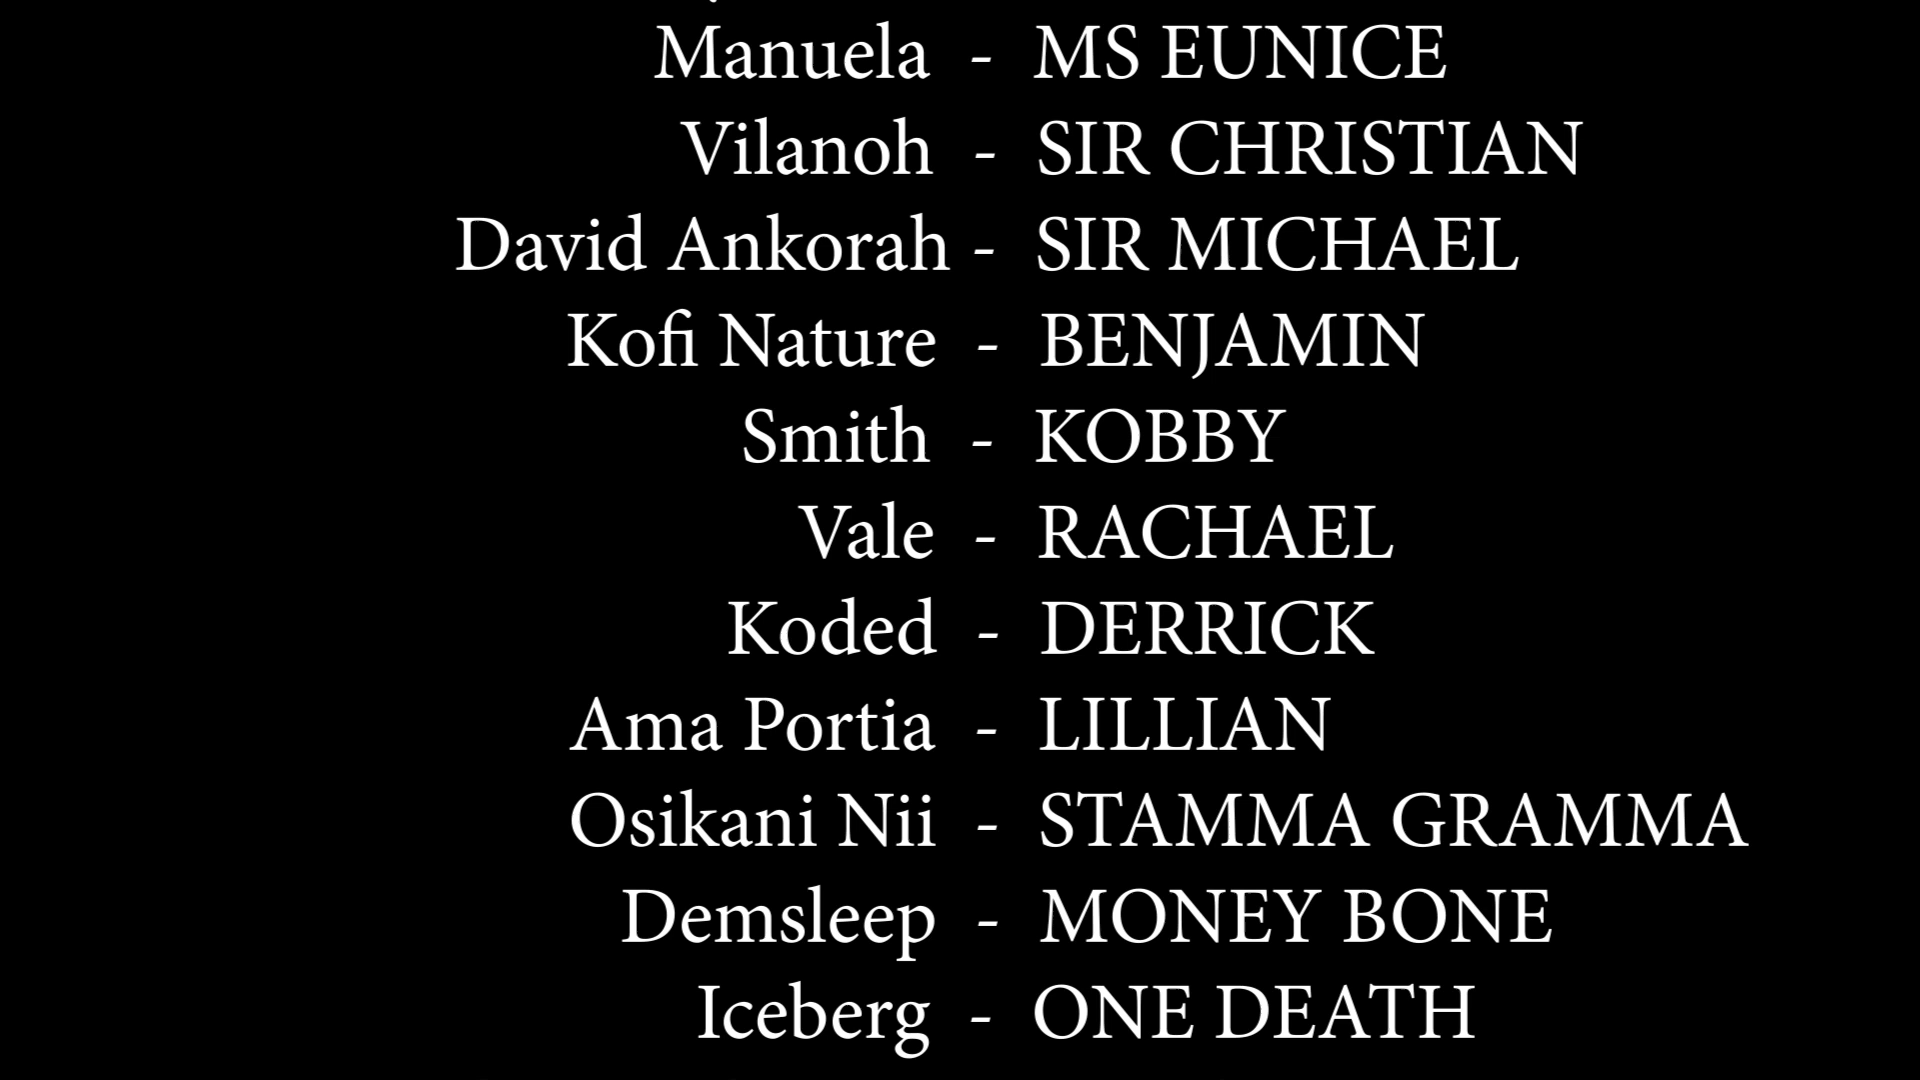 Manuela - MS EUNICE
Vilanoh - SIR CHRISTIAN
David Ankorah - SIR MICHAEL
Kofi Nature - BENJAMIN
Smith - KOBBY
Vale - RACHAEL
Koded - DERRICK
Ama Portia - LILLIAN
Osikani Nii - STAMMA GRAMMA
Demsleep - MONEY BONE
Iceberg - ONE DEATH